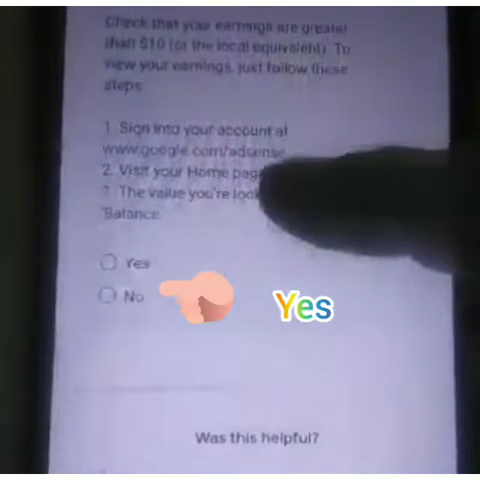 Check that your earnings are greater
than $10 (or the local equivalent). To
view your earnings, just follow these
steps:
1. Sign into your account at
www.google.com/adsense
2. Visit your Home
3. The value you're
'Balance.
Yes
No
Yes
Was this helpful?